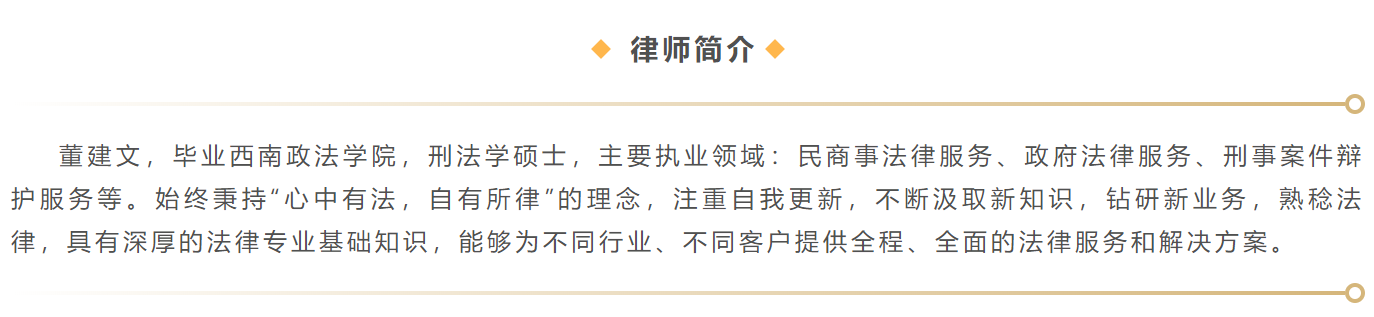 律师简介
董建文，毕业西南政法学院，刑法学硕士，主要执业领域：民商事法律服务、政府法律服务、刑事案件辩
护服务等。始终秉持“心中有法，自有所律”的理念，注重自我更新，不断汲取新知识，钻研新业务，熟稔法
律，具有深厚的法律专业基础知识，能够为不同行业、不同客户提供全程、全面的法律服务和解决方案。